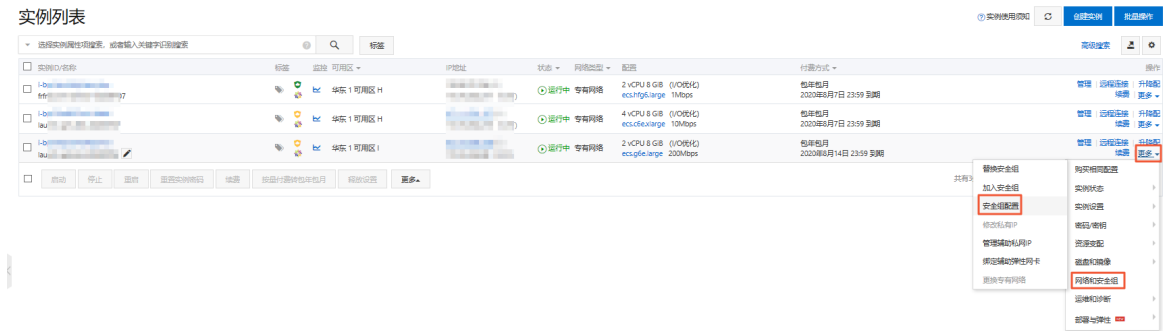 实例列表
实例使用须知 创建实例 批量操作
选择实例属性项搜索，或者输入关键字识别搜索 标签 高级搜索
实例ID/名称 标签 监控 可用区 IP地址 状态 网络类型 配置 付费方式 操作
华东 1 可用区 H 运行中 专有网络 2 vCPU 8 GiB (I/O优化) 包年包月 管理 远程连接 升降配
ecs.hfg6.large 1Mbps 2020年8月7日 23:59 到期 续费 更多
华东 1 可用区 H 运行中 专有网络 4 vCPU 8 GiB (I/O优化) 包年包月 管理 远程连接 升降配
lau ecs.c6e.xlarge 10Mbps 2020年8月7日 23:59 到期 续费 更多
华东 1 可用区 I 运行中 专有网络 2 vCPU 8 GiB (I/O优化) 包年包月 管理 远程连接 升降配
lau ecs.g6e.large 200Mbps 2020年8月14日 23:59 到期 续费 更多
启动 停止 重启 重置实例密码 续费 按量付费转包年包月 释放设置 更多 共有3
替换安全组 购买相同配置
加入安全组 实例状态
安全组配置 实例设置
修改私有IP 密码/密钥
管理辅助私网IP 资源变配
绑定辅助弹性网卡 磁盘和镜像
更换专有网络 网络和安全组
运维和诊断
部署与弹性